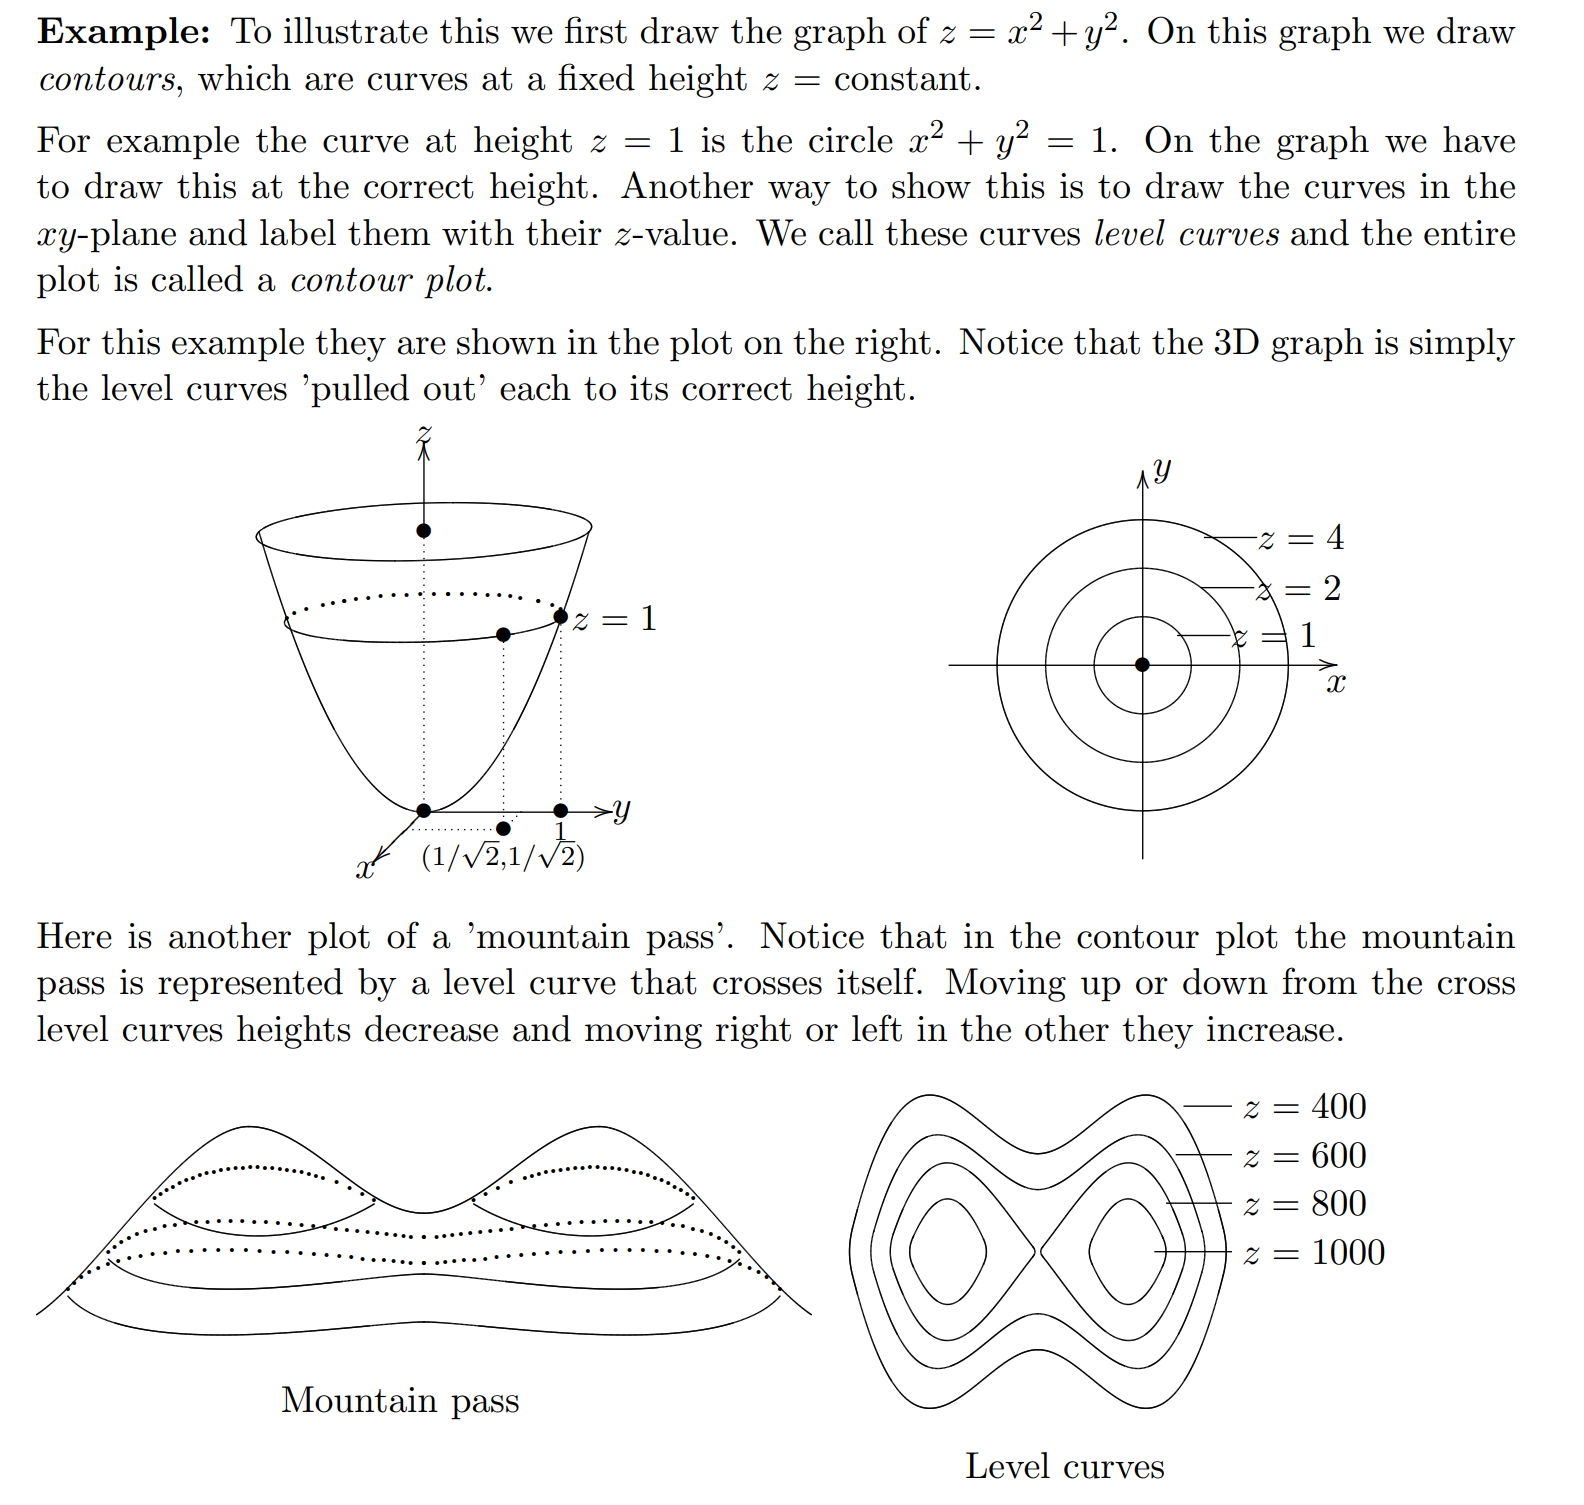 Example: To illustrate this we first draw the graph of z = x² + y². On this graph we draw
contours, which are curves at a fixed height z = constant.
For example the curve at height z = 1 is the circle x² + y² = 1. On the graph we have
to draw this at the correct height. Another way to show this is to draw the curves in the
xy-plane and label them with their z-value. We call these curves level curves and the entire
plot is called a contour plot.
For this example they are shown in the plot on the right. Notice that the 3D graph is simply
the level curves 'pulled out' each to its correct height.
z
z = 1
y
1
x
(1/√2,1/√2)
y
z = 4
z = 2
z = 1
x
Here is another plot of a 'mountain pass'. Notice that in the contour plot the mountain
pass is represented by a level curve that crosses itself. Moving up or down from the cross
level curves heights decrease and moving right or left in the other they increase.
Mountain pass
z = 400
z = 600
z = 800
z = 1000
Level curves